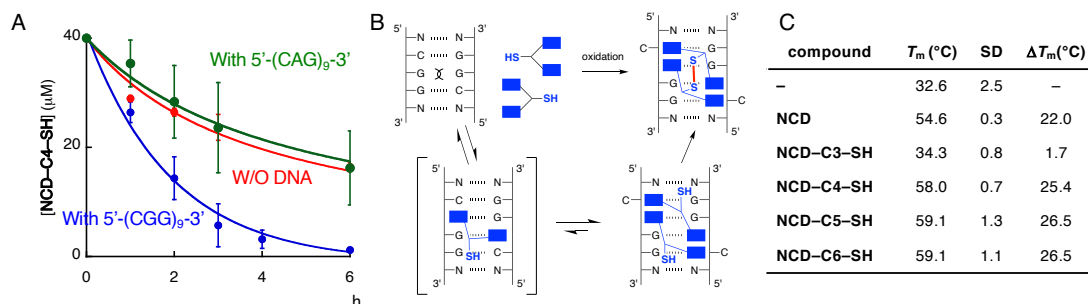 A
[NCD–C4–SH] (μM)
40
20
0
0
2
4
6
h
With 5'-(CAG)₉-3'
W/O DNA
With 5'-(CGG)₉-3'
B
5' 3'
N N
C G
G C
G C
N N
3' 5'
HS
SH
oxidation
5' 3'
N N
C
G
S
S
G
C
N N
3' 5'
5' 3'
N N
C G
G
SH
G C
N N
3' 5'
5' 3'
N N
C
SH
G
G
SH
C
N N
3' 5'
C
compound Tₘ (°C) SD ΔTₘ(°C)
– 32.6 2.5 –
NCD 54.6 0.3 22.0
NCD–C3–SH 34.3 0.8 1.7
NCD–C4–SH 58.0 0.7 25.4
NCD–C5–SH 59.1 1.3 26.5
NCD–C6–SH 59.1 1.1 26.5